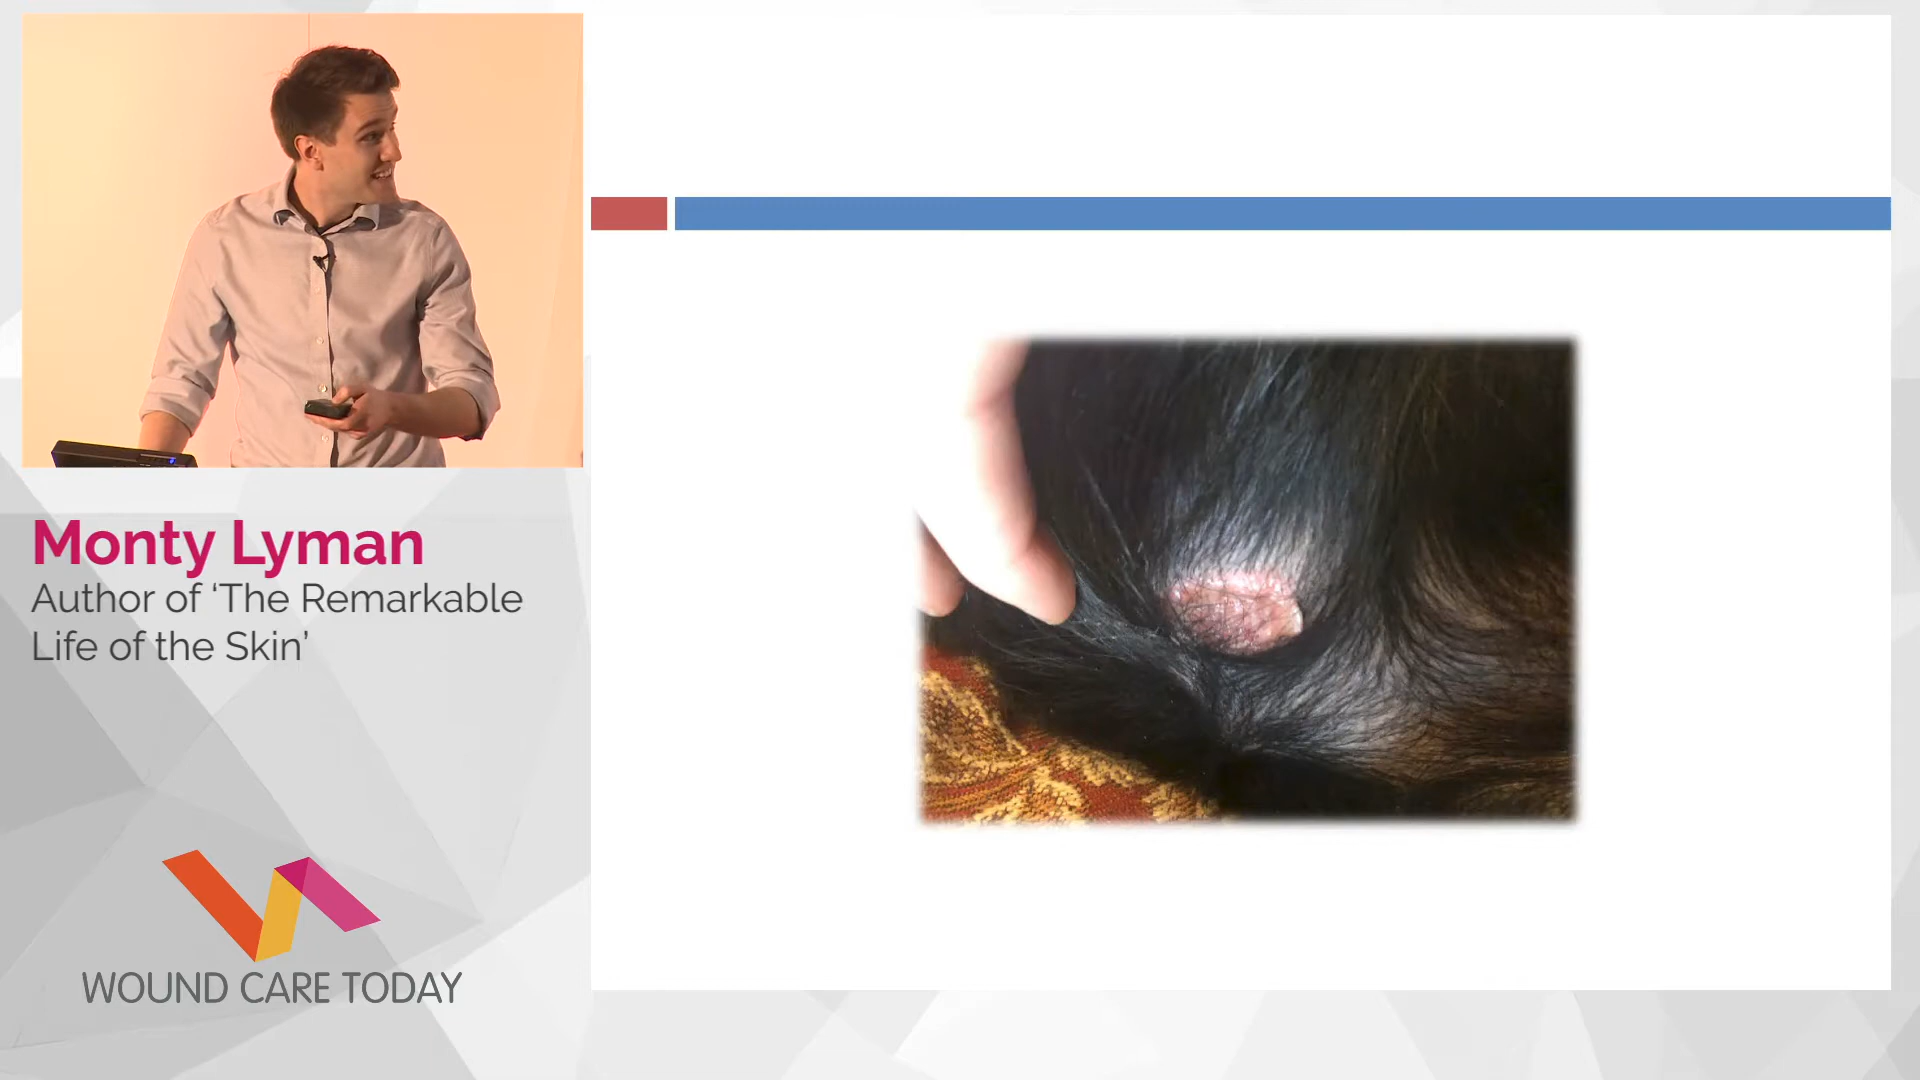 Monty Lyman
Author of ‘The Remarkable
Life of the Skin’
WOUND CARE TODAY